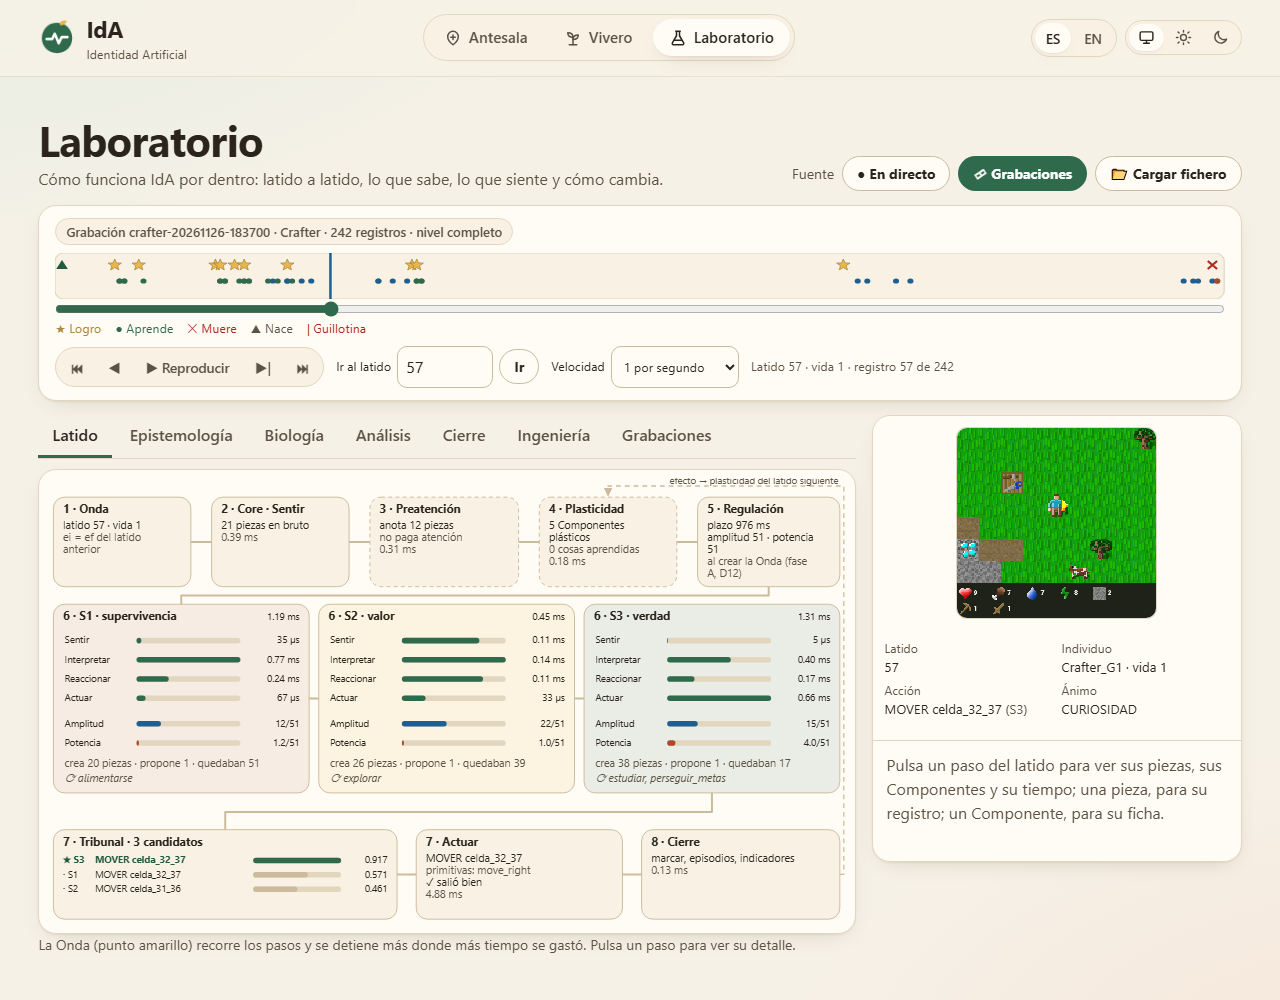 IdA
Identidad Artificial
Antesala
Vivero
Laboratorio
ES
EN
Laboratorio
Cómo funciona IdA por dentro: latido a latido, lo que sabe, lo que siente y cómo cambia.
Fuente
● En directo
Grabaciones
Cargar fichero
Grabación crafter-20261126-183700 · Crafter · 242 registros · nivel completo
★ Logro
● Aprende
✕ Muere
▲ Nace
| Guillotina
▶ Reproducir
Ir al latido
57
Ir
Velocidad
1 por segundo
Latido 57 · vida 1 · registro 57 de 242
Latido
Epistemología
Biología
Análisis
Cierre
Ingeniería
Grabaciones
efecto → plasticidad del latido siguiente
1 · Onda
latido 57 · vida 1
ei = ef del latido
anterior
2 · Core · Sentir
21 piezas en bruto
0.39 ms
3 · Preatención
anota 12 piezas
no paga atención
0.31 ms
4 · Plasticidad
5 Componentes
plásticos
0 cosas aprendidas
0.18 ms
5 · Regulación
plazo 976 ms
amplitud 51 · potencia
51
al crear la Onda (fase
A, D12)
6 · S1 · supervivencia 1.19 ms
Sentir 35 µs
Interpretar 0.77 ms
Reaccionar 0.24 ms
Actuar 67 µs
Amplitud 12/51
Potencia 1.2/51
crea 20 piezas · propone 1 · quedaban 51
⟳ alimentarse
6 · S2 · valor 0.45 ms
Sentir 0.11 ms
Interpretar 0.14 ms
Reaccionar 0.11 ms
Actuar 33 µs
Amplitud 22/51
Potencia 1.0/51
crea 26 piezas · propone 1 · quedaban 39
⟳ explorar
6 · S3 · verdad 1.31 ms
Sentir 5 µs
Interpretar 0.40 ms
Reaccionar 0.17 ms
Actuar 0.66 ms
Amplitud 15/51
Potencia 4.0/51
crea 38 piezas · propone 1 · quedaban 17
⟳ estudiar, perseguir_metas
7 · Tribunal · 3 candidatos
★ S3 MOVER celda_32_37 0.917
· S1 MOVER celda_32_37 0.571
· S2 MOVER celda_31_36 0.461
7 · Actuar
MOVER celda_32_37
primitivas: move_right
✓ salió bien
4.88 ms
8 · Cierre
marcar, episodios, indicadores
0.13 ms
La Onda (punto amarillo) recorre los pasos y se detiene más donde más tiempo se gastó. Pulsa un paso para ver su detalle.
9 7 7 8 2
1 1
Latido
57
Individuo
Crafter_G1 · vida 1
Acción
MOVER celda_32_37 (S3)
Ánimo
CURIOSIDAD
Pulsa un paso del latido para ver sus piezas, sus
Componentes y su tiempo; una pieza, para su
registro; un Componente, para su ficha.